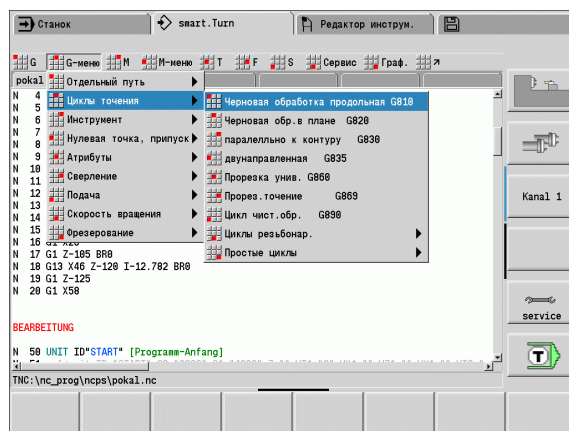 Станок smart.Turn Редактор инструм.
G G-меню M M-меню T F S Сервис Граф.
pokal
Отдельный путь
Циклы точения
Инструмент
Нулевая точка, припуск
Атрибуты
Сверление
Подача
Скорость вращения
Фрезерование
Черновая обработка продольная G810
Черновая обр.в плане G820
паралелльно к контуру G830
двунаправленная G835
Прорезка унив. G860
Прорез.точение G869
Цикл чист.обр. G890
Циклы резьбонар.
Простые циклы
N 4
N 5
N 6
N 7
N 8
N 9
N 10
N 11
N 12
N 13
N 14
N 15
N 16 G1 X26
N 17 G1 Z-105 BR0
N 18 G13 X46 Z-120 I-12.782 BR0
N 19 G1 Z-125
N 20 G1 X58
BEARBEITUNG
N 50 UNIT ID"START" [Programm-Anfang]
TNC:\nc_prog\ncps\pokal.nc
Kanal 1
service
T